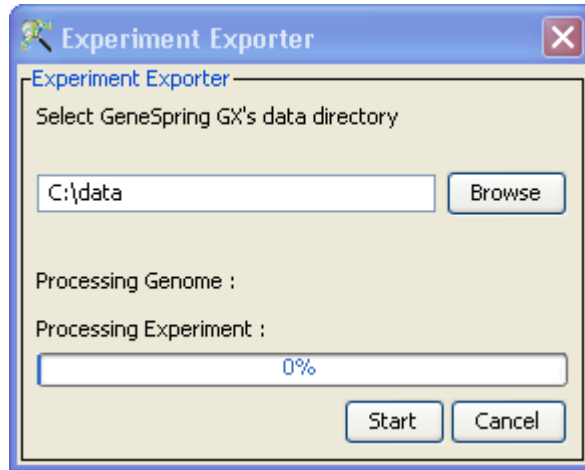 Experiment Exporter
Experiment Exporter
Select GeneSpring GX's data directory
C:\data
Browse
Processing Genome :
Processing Experiment :
0%
Start Cancel